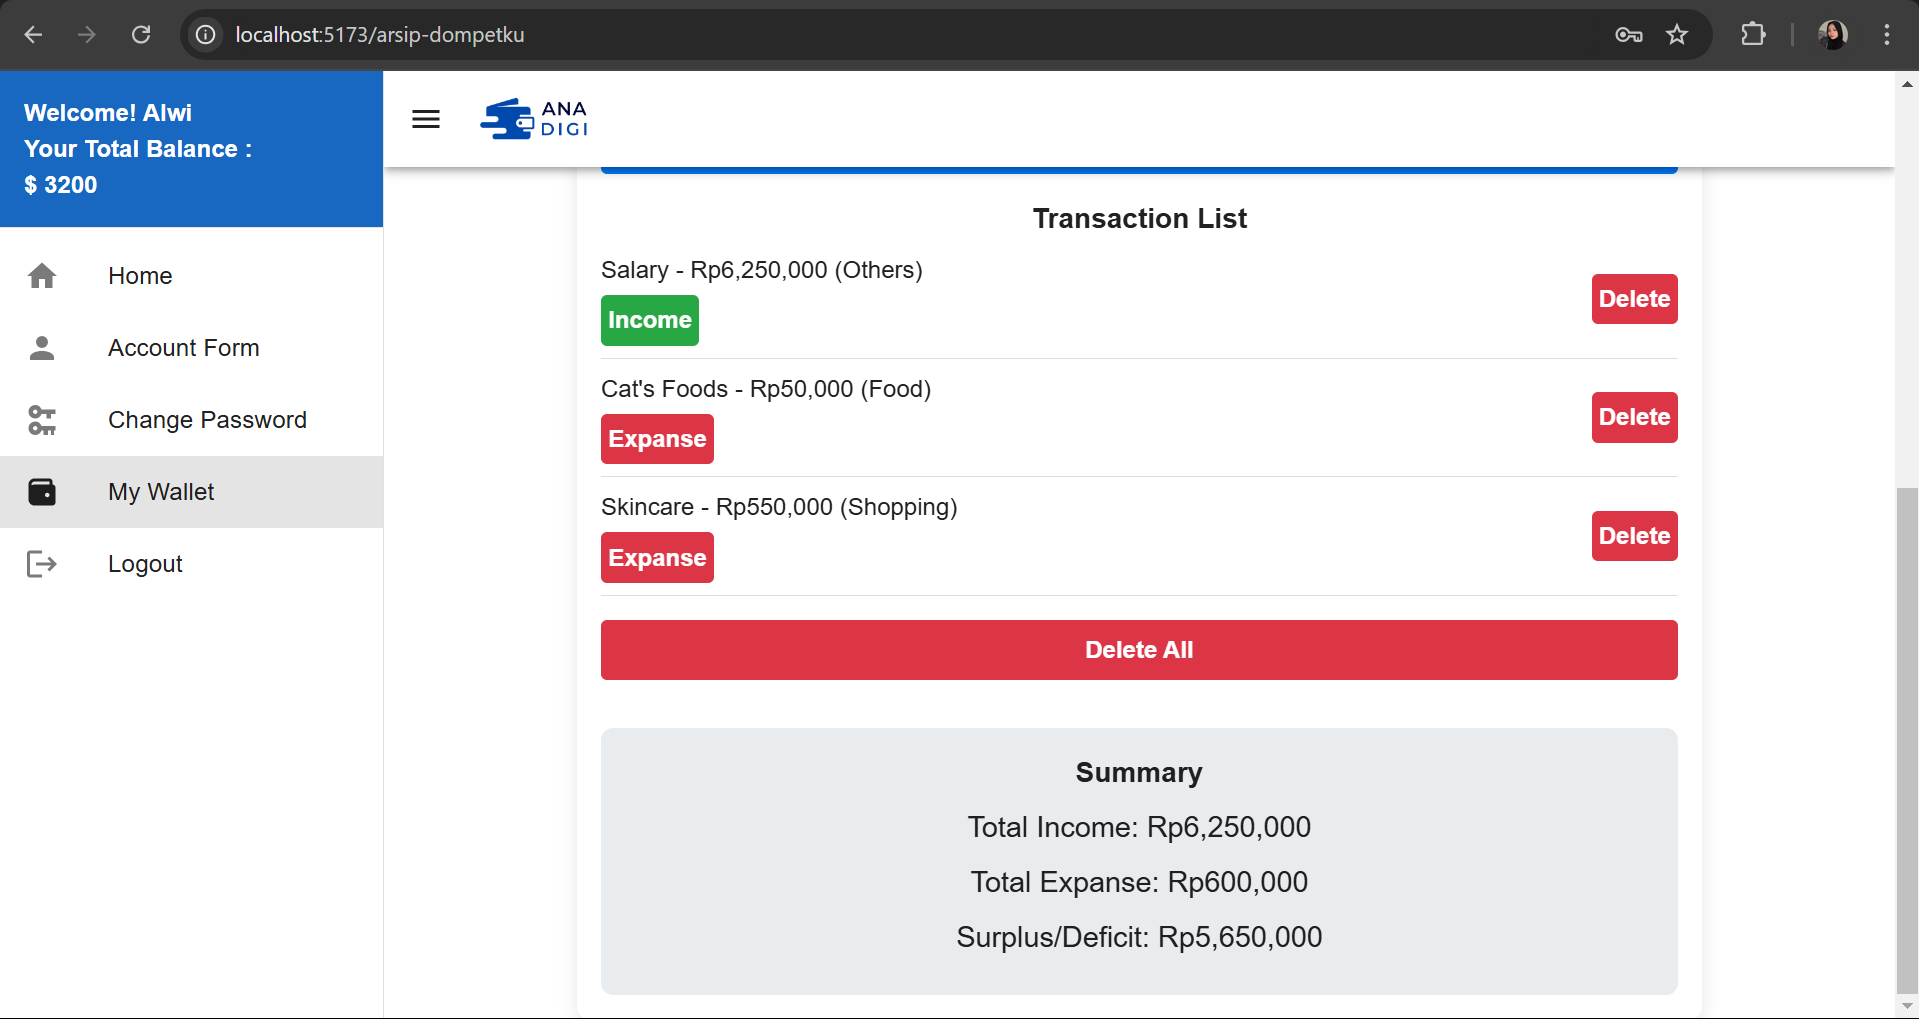 localhost:5173/arsip-dompetku
Welcome! Alwi
Your Total Balance :
$ 3200
Home
Account Form
Change Password
My Wallet
Logout
ANA
DIGI
Transaction List
Salary - Rp6,250,000 (Others)
Income
Delete
Cat's Foods - Rp50,000 (Food)
Expanse
Delete
Skincare - Rp550,000 (Shopping)
Expanse
Delete
Delete All
Summary
Total Income: Rp6,250,000
Total Expanse: Rp600,000
Surplus/Deficit: Rp5,650,000